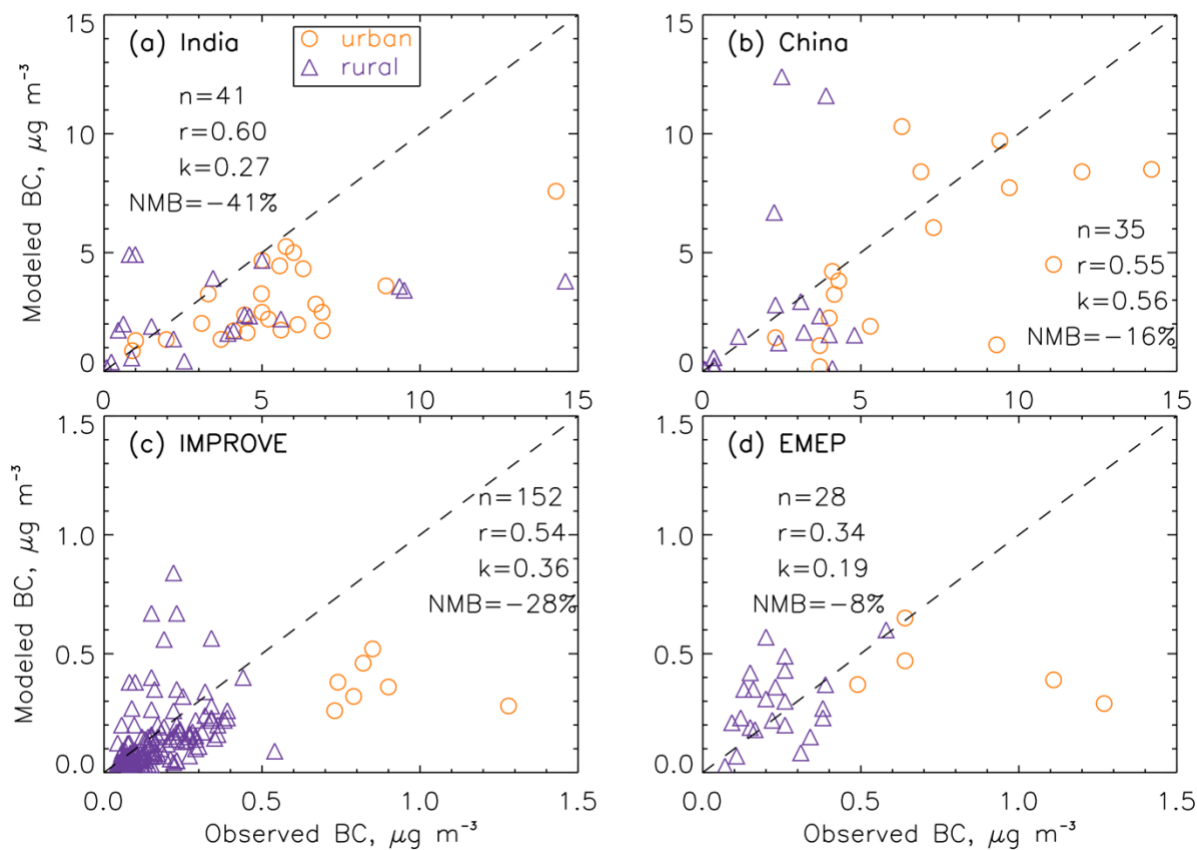 (a) India
urban
rural
n=41
r=0.60
k=0.27
NMB=−41%
Modeled BC, μg m⁻³
15
10
5
0
0 5 10 15
(b) China
n=35
r=0.55
k=0.56
NMB=−16%
15
10
5
0
0 5 10 15
(c) IMPROVE
n=152
r=0.54
k=0.36
NMB=−28%
Modeled BC, μg m⁻³
1.5
1.0
0.5
0.0
0.0 0.5 1.0 1.5
Observed BC, μg m⁻³
(d) EMEP
n=28
r=0.34
k=0.19
NMB=−8%
1.5
1.0
0.5
0.0
0.0 0.5 1.0 1.5
Observed BC, μg m⁻³